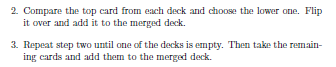 2. Compare the top card from each deck and choose the lower one. Flip
it over and add it to the merged deck.
3. Repeat step two until one of the decks is empty. Then take the remain-
ing cards and add them to the merged deck.